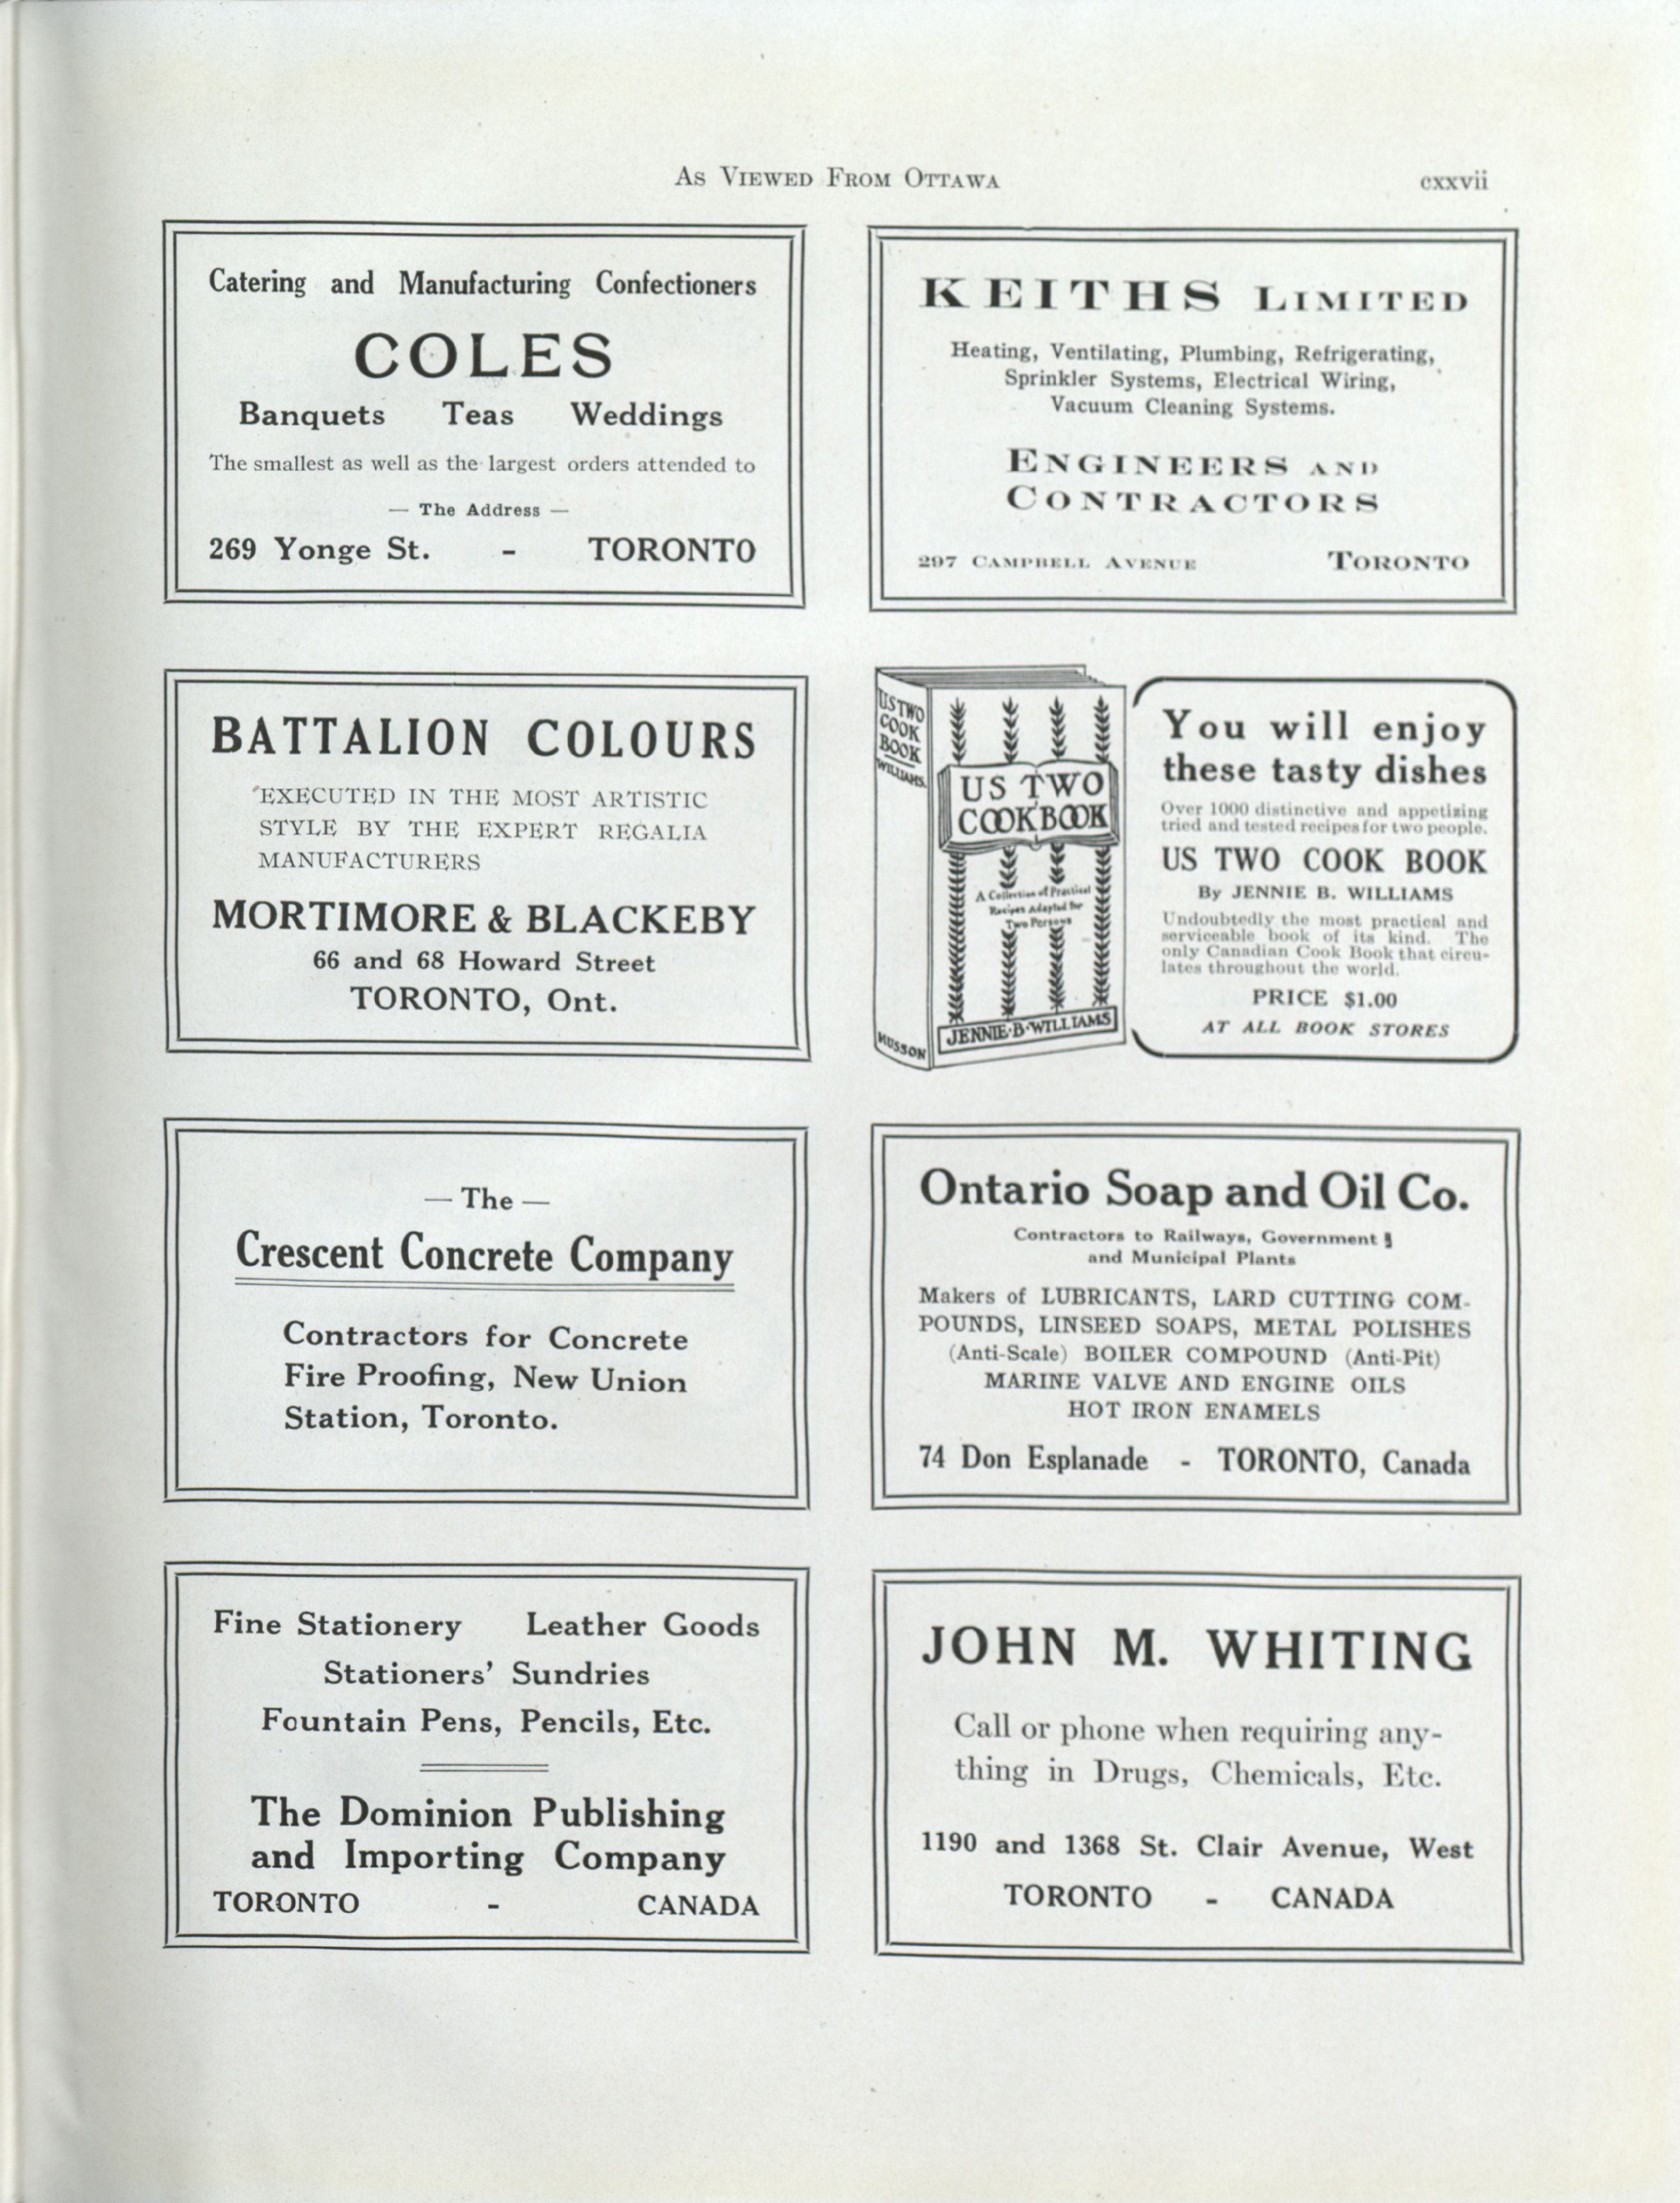 As Viewed From Ottawa
cxxvii
Catering and Manufacturing Confectioners
COLES
Banquets Teas Weddings
The smallest as well as the largest orders attended to
— The Address —
269 Yonge St. - TORONTO
KEITHS LIMITED
Heating, Ventilating, Plumbing, Refrigerating,
Sprinkler Systems, Electrical Wiring,
Vacuum Cleaning Systems.
ENGINEERS AND
CONTRACTORS
297 CAMPBELL AVENUE TORONTO
BATTALION COLOURS
EXECUTED IN THE MOST ARTISTIC
STYLE BY THE EXPERT REGALIA
MANUFACTURERS
MORTIMORE & BLACKEBY
66 and 68 Howard Street
TORONTO, Ont.
US TWO
COOK
BOOK
WILLIAMS
HUSSON
US TWO
COOK BOOK
A Collection of Practical
Recipes Adapted for
Two Persons
JENNIE·B·WILLIAMS
You will enjoy
these tasty dishes
Over 1000 distinctive and appetizing
tried and tested recipes for two people.
US TWO COOK BOOK
By JENNIE B. WILLIAMS
Undoubtedly the most practical and
serviceable book of its kind. The
only Canadian Cook Book that circu-
lates throughout the world.
PRICE $1.00
AT ALL BOOK STORES
— The —
Crescent Concrete Company
Contractors for Concrete
Fire Proofing, New Union
Station, Toronto.
Ontario Soap and Oil Co.
Contractors to Railways, Government
and Municipal Plants
Makers of LUBRICANTS, LARD CUTTING COM-
POUNDS, LINSEED SOAPS, METAL POLISHES
(Anti-Scale) BOILER COMPOUND (Anti-Pit)
MARINE VALVE AND ENGINE OILS
HOT IRON ENAMELS
74 Don Esplanade - TORONTO, Canada
Fine Stationery Leather Goods
Stationers' Sundries
Fountain Pens, Pencils, Etc.
The Dominion Publishing
and Importing Company
TORONTO - CANADA
JOHN M. WHITING
Call or phone when requiring any-
thing in Drugs, Chemicals, Etc.
1190 and 1368 St. Clair Avenue, West
TORONTO - CANADA